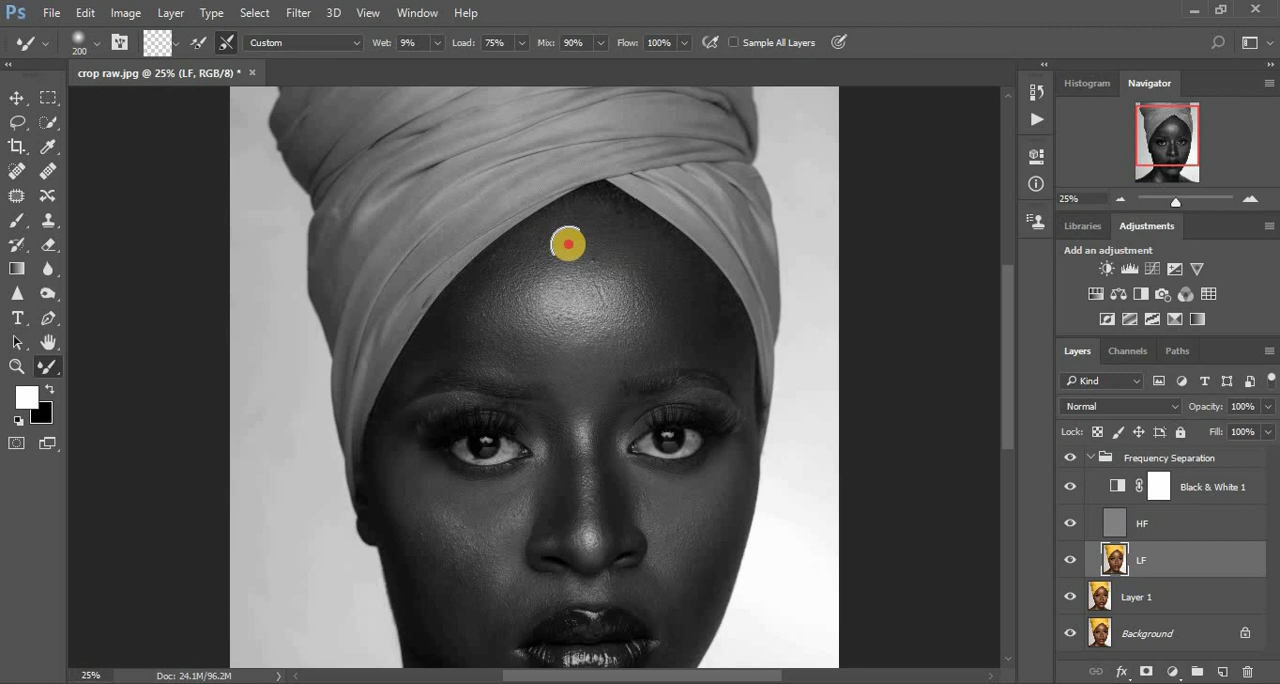 Ps File Edit Image Layer Type Select Filter 3D View Window Help
200 Custom Wet: 9% Load: 75% Mix: 90% Flow: 100% Sample All Layers
crop raw.jpg @ 25% (LF, RGB/8) * ×
Histogram Navigator
25%
Libraries Adjustments
Add an adjustment
Layers Channels Paths
Kind
Normal Opacity: 100%
Lock: Fill: 100%
Frequency Separation
Black & White 1
HF
LF
Layer 1
Background
25% Doc: 24.1M/96.2M